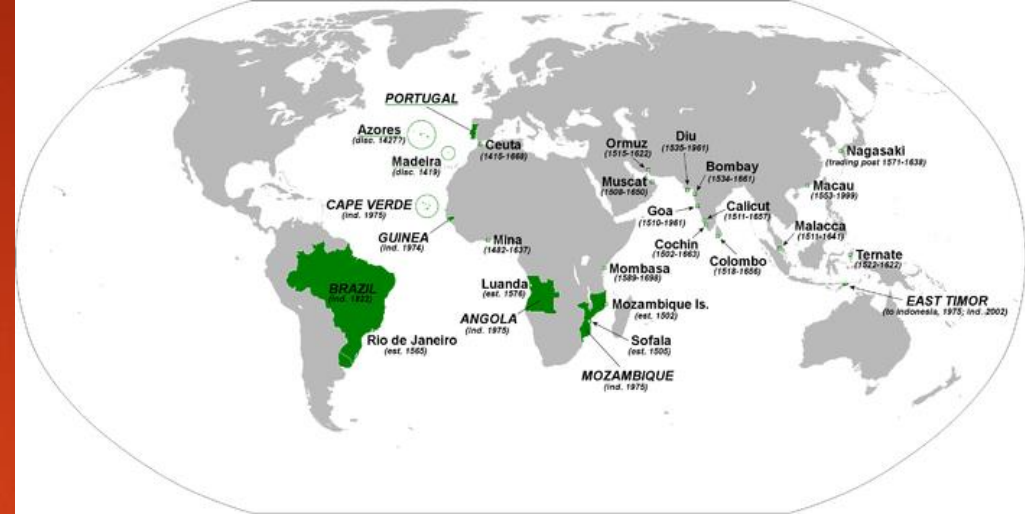 PORTUGAL
Azores
(disc. 1427?)
Ceuta
(1415-1668)
Madeira
(disc. 1419)
CAPE VERDE
(ind. 1975)
GUINEA
(ind. 1974)
Mina
(1482-1637)
BRAZIL
(ind. 1822)
Rio de Janeiro
(est. 1565)
Luanda
(est. 1576)
ANGOLA
(ind. 1975)
Mombasa
(1589-1698)
Mozambique Is.
(est. 1502)
Sofala
(est. 1505)
MOZAMBIQUE
(ind. 1975)
Ormuz
(1515-1622)
Muscat
(1508-1650)
Diu
(1535-1961)
Bombay
(1534-1661)
Goa
(1510-1961)
Calicut
(1511-1657)
Cochin
(1502-1663)
Colombo
(1518-1656)
Nagasaki
(trading post 1571-1638)
Macau
(1553-1999)
Malacca
(1511-1641)
Ternate
(1522-1622)
EAST TIMOR
(to Indonesia, 1975; ind. 2002)